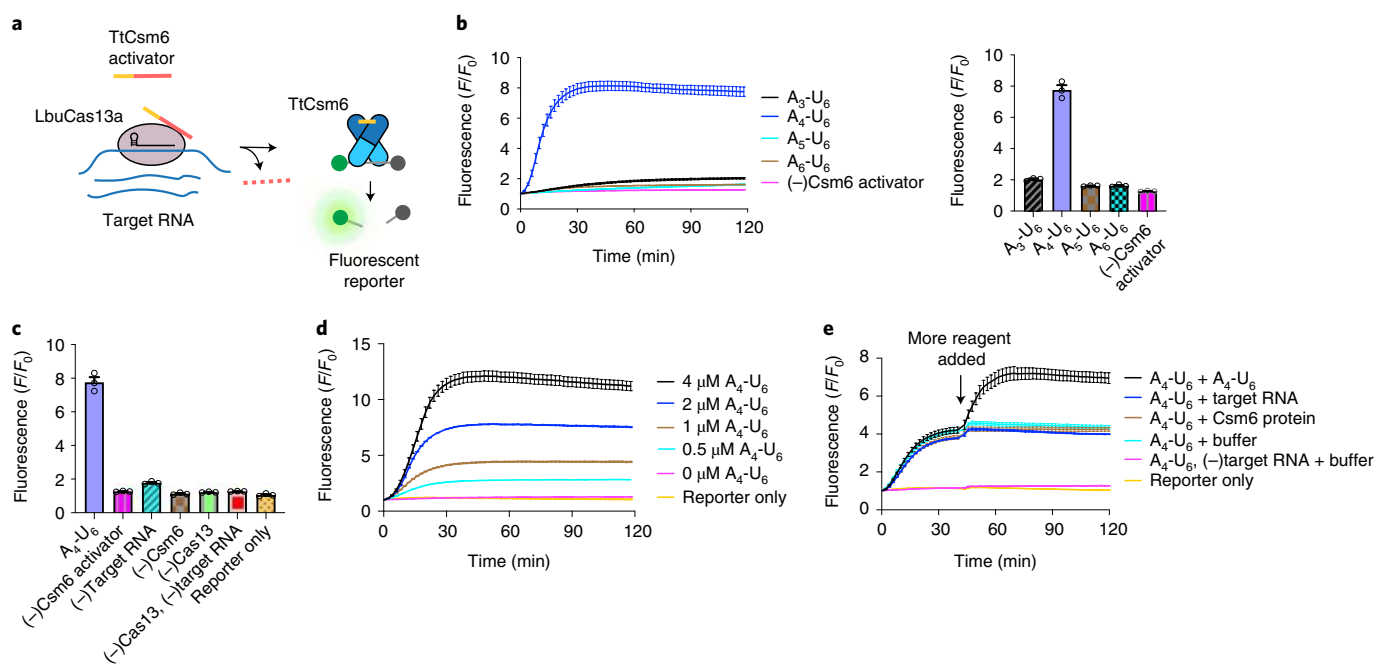 a
TtCsm6
activator
LbuCas13a
Target RNA
TtCsm6
Fluorescent
reporter
b
Fluorescence (F/F₀)
10
8
6
4
2
0
0
30
60
90
120
Time (min)
A₃-U₆
A₄-U₆
A₅-U₆
A₆-U₆
(–)Csm6 activator
Fluorescence (F/F₀)
10
8
6
4
2
0
A₃-U₆
A₄-U₆
A₅-U₆
A₆-U₆
(–)Csm6
activator
c
Fluorescence (F/F₀)
10
8
6
4
2
0
A₄-U₆
(–)Csm6 activator
(–)Target RNA
(–)Csm6
(–)Cas13
(–)Cas13, (–)target RNA
Reporter only
d
Fluorescence (F/F₀)
15
10
5
0
0
30
60
90
120
Time (min)
4 μM A₄-U₆
2 μM A₄-U₆
1 μM A₄-U₆
0.5 μM A₄-U₆
0 μM A₄-U₆
Reporter only
e
More reagent
added
Fluorescence (F/F₀)
8
6
4
2
0
0
30
60
90
120
Time (min)
A₄-U₆ + A₄-U₆
A₄-U₆ + target RNA
A₄-U₆ + Csm6 protein
A₄-U₆ + buffer
A₄-U₆, (–)target RNA + buffer
Reporter only